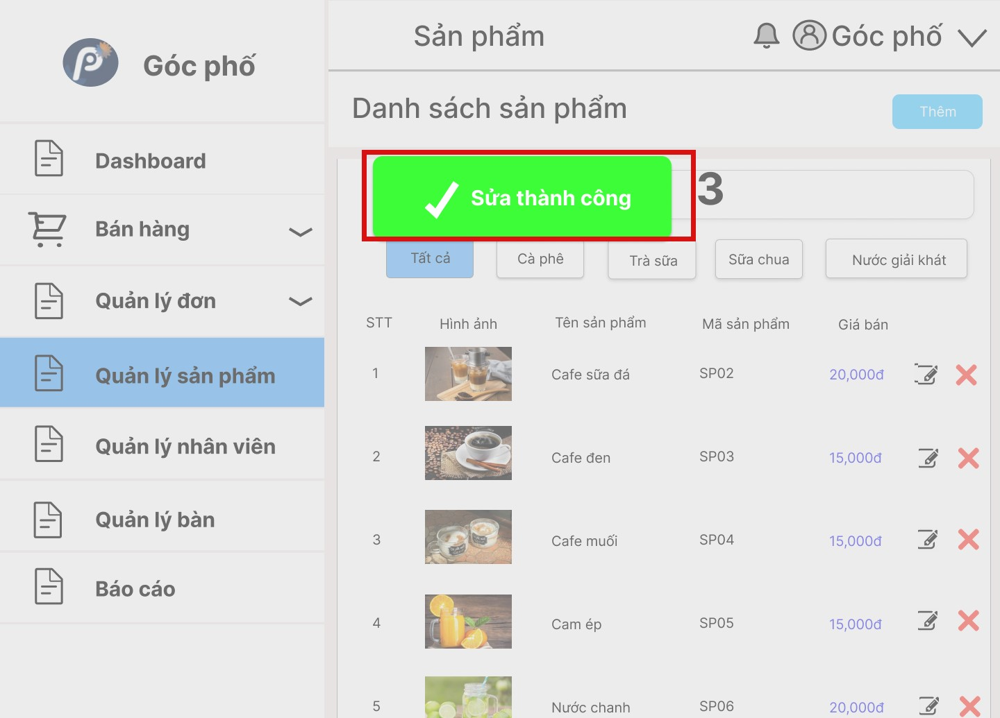 Góc phố
Sản phẩm
Góc phố
Danh sách sản phẩm
Thêm
Dashboard
Bán hàng
Quản lý đơn
Quản lý sản phẩm
Quản lý nhân viên
Quản lý bàn
Báo cáo
Sửa thành công
3
Tất cả Cà phê Trà sữa Sữa chua Nước giải khát
STT Hình ảnh Tên sản phẩm Mã sản phẩm Giá bán
1 Cafe sữa đá SP02 20,000đ
2 Cafe đen SP03 15,000đ
3 Cafe muối SP04 15,000đ
4 Cam ép SP05 15,000đ
5 Nước chanh SP06 20,000đ